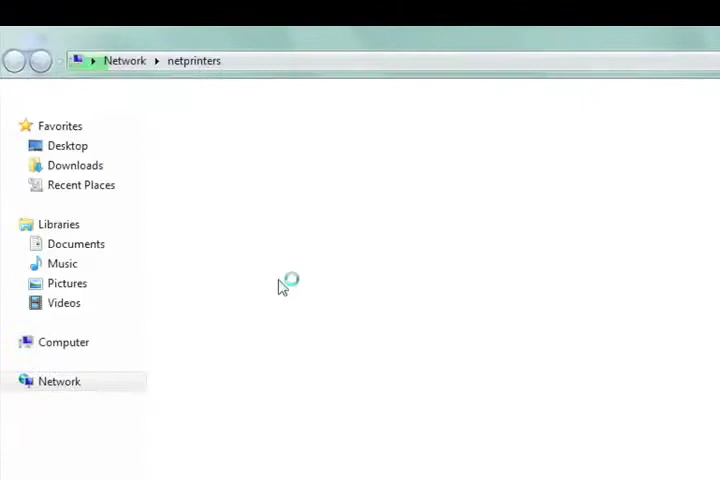 Network netprinters
Favorites
Desktop
Downloads
Recent Places
Libraries
Documents
Music
Pictures
Videos
Computer
Network